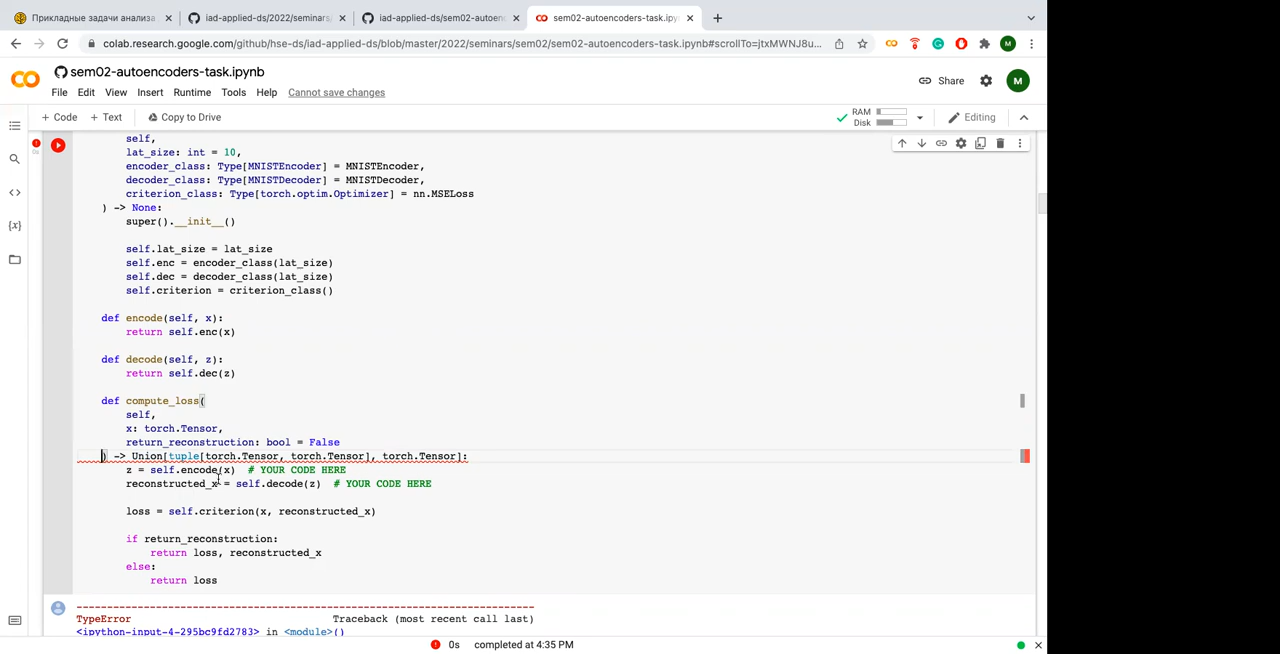 Прикладные задачи анализа
iad-applied-ds/2022/seminars/
iad-applied-ds/sem02-autoenc
sem02-autoencoders-task.ipyn
colab.research.google.com/github/hse-ds/iad-applied-ds/blob/master/2022/seminars/sem02/sem02-autoencoders-task.ipynb#scrollTo=jtxMWNJ8u...
M
sem02-autoencoders-task.ipynb
Share
M
File Edit View Insert Runtime Tools Help Cannot save changes
+ Code + Text Copy to Drive
RAM
Disk
Editing
self,
lat_size: int = 10,
encoder_class: Type[MNISTEncoder] = MNISTEncoder,
decoder_class: Type[MNISTDecoder] = MNISTDecoder,
criterion_class: Type[torch.optim.Optimizer] = nn.MSELoss
) -> None:
super().__init__()
self.lat_size = lat_size
self.enc = encoder_class(lat_size)
self.dec = decoder_class(lat_size)
self.criterion = criterion_class()
def encode(self, x):
return self.enc(x)
def decode(self, z):
return self.dec(z)
def compute_loss(
self,
x: torch.Tensor,
return_reconstruction: bool = False
) -> Union[tuple[torch.Tensor, torch.Tensor], torch.Tensor]:
z = self.encode(x)  # YOUR CODE HERE
reconstructed_x = self.decode(z)  # YOUR CODE HERE
loss = self.criterion(x, reconstructed_x)
if return_reconstruction:
return loss, reconstructed_x
else:
return loss
---------------------------------------------------------------------------
TypeError Traceback (most recent call last)
<ipython-input-4-295bc9fd2783> in <module>()
0s completed at 4:35 PM